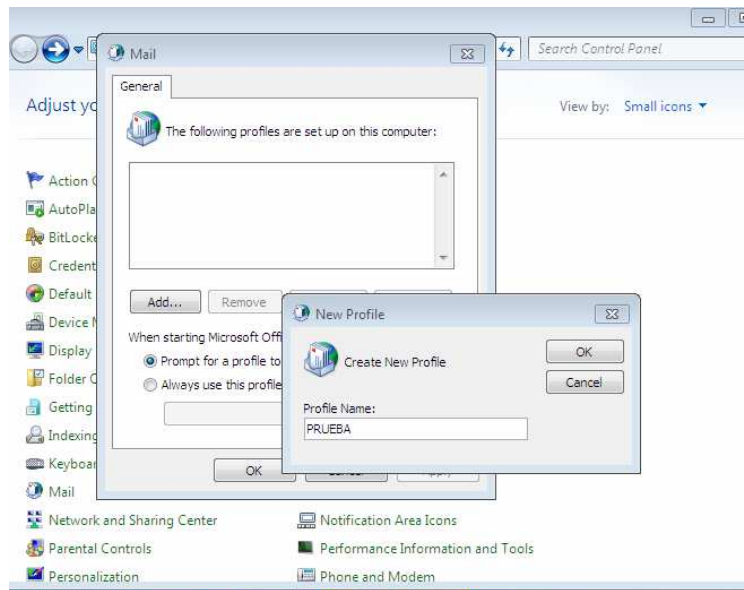 Search Control Panel
Mail
General
Adjust yo
View by: Small icons
The following profiles are set up on this computer:
Action C
AutoPla
BitLocke
Credent
Default
Device M
Display
Folder O
Getting
Indexing
Keyboar
Mail
Network and Sharing Center
Parental Controls
Personalization
Notification Area Icons
Performance Information and Tools
Phone and Modem
Add...
Remove
When starting Microsoft Offi
Prompt for a profile to
Always use this profile
OK
New Profile
Create New Profile
OK
Cancel
Profile Name:
PRUEBA